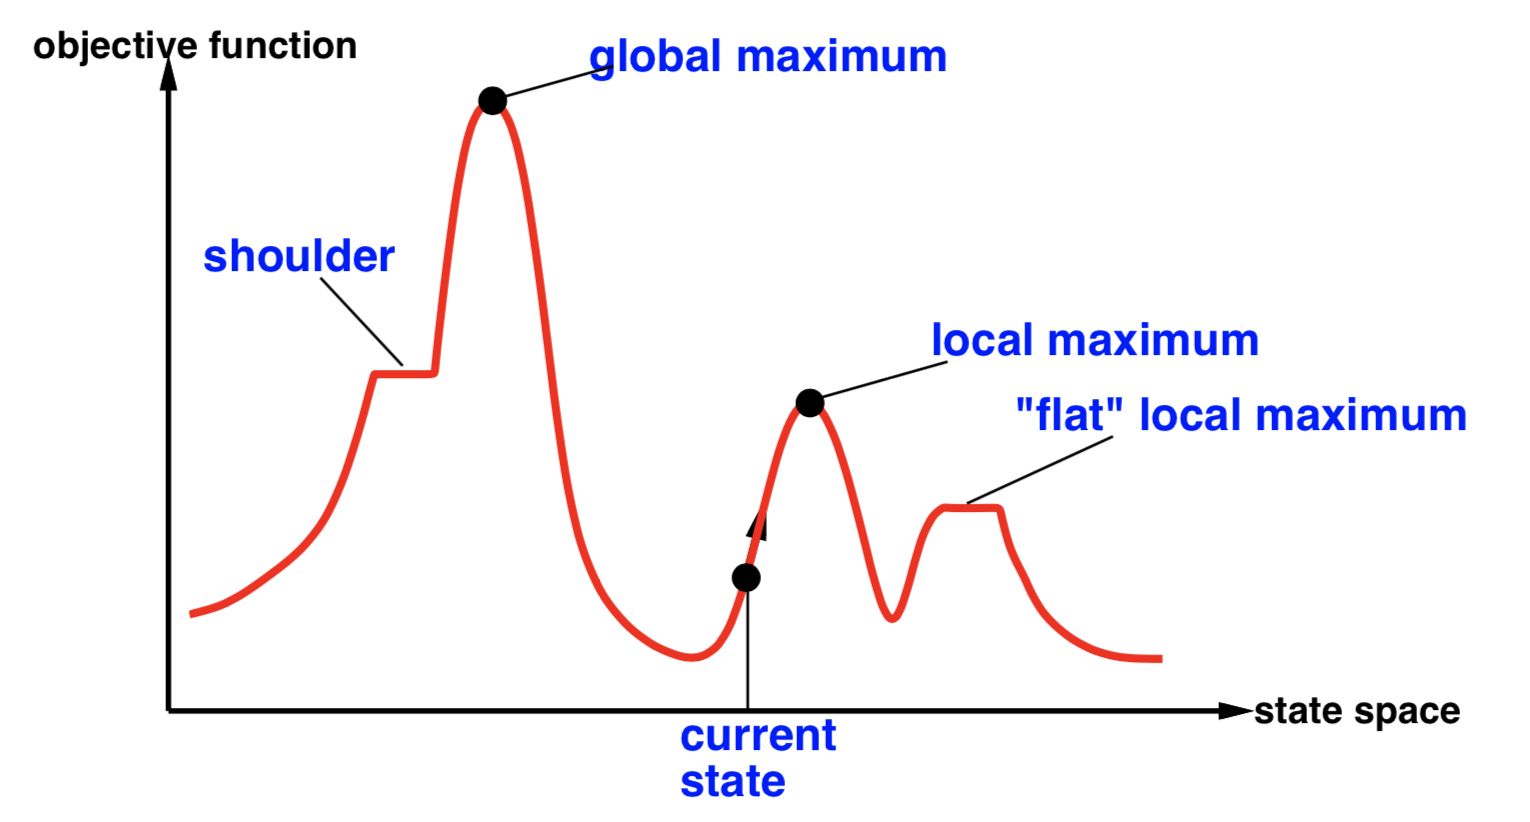 objective function
global maximum
shoulder
local maximum
"flat" local maximum
state space
current
state